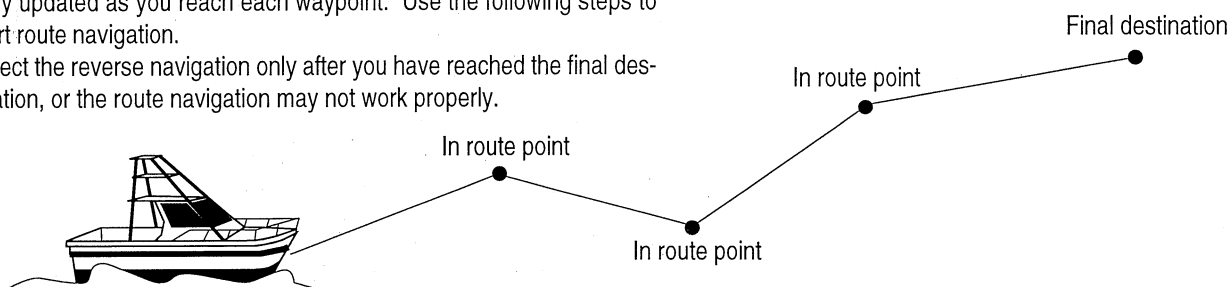 updated as you reach each waypoint. Use the following steps to
route navigation.
ect the reverse navigation only after you have reached the final des-
ation, or the route navigation may not work properly.
Final destination
In route point
In route point
In route point